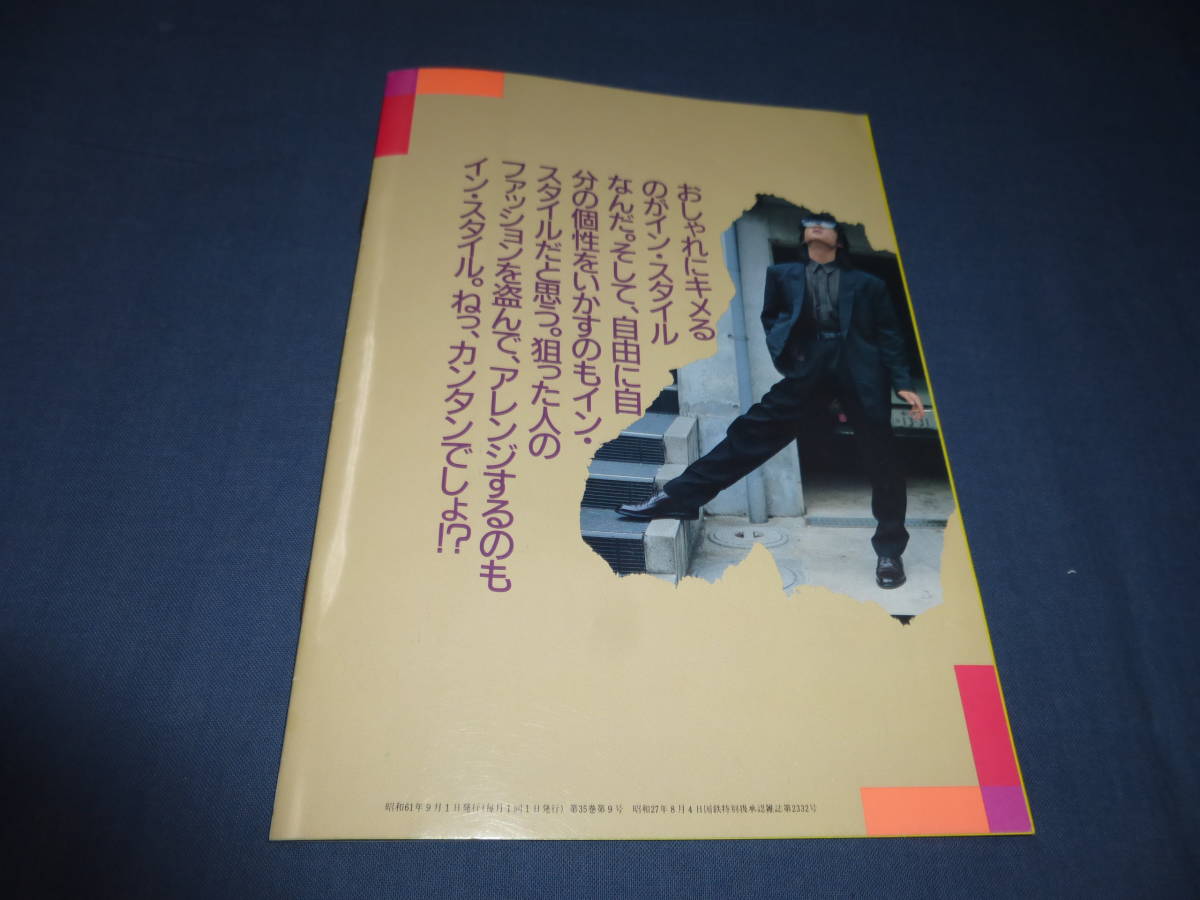 おしゃれにキメる
のがイン・スタイル
なんだ。そして、自由に自
分の個性をいかすのもイン・
スタイルだと思う。狙った人の
ファッションを盗んで、アレンジするのも
イン・スタイル。ねっ、カンタンでしょ!?
昭和61年9月1日発行(毎月1回1日発行) 第35巻第9号 昭和27年8月4日国鉄特別扱承認雑誌第2332号